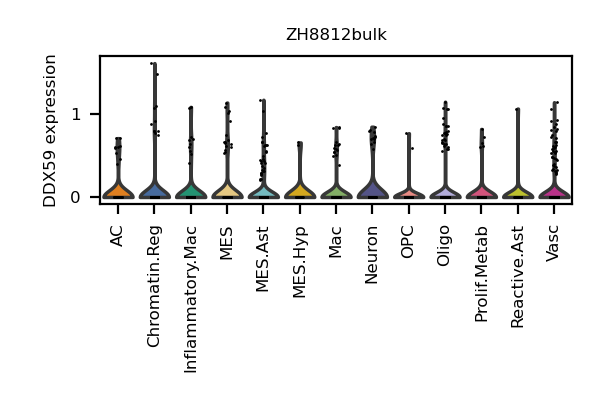 ZH8812bulk
DDX59 expression
1
0
AC
Chromatin.Reg
Inflammatory.Mac
MES
MES.Ast
MES.Hyp
Mac
Neuron
OPC
Oligo
Prolif.Metab
Reactive.Ast
Vasc